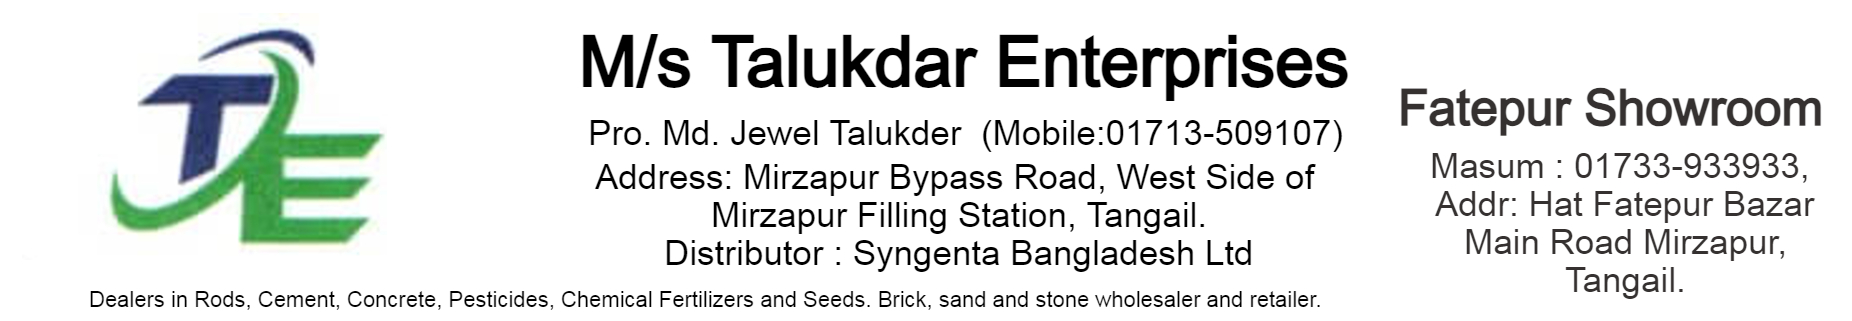 TE
M/s Talukdar Enterprises
Pro. Md. Jewel Talukder (Mobile:01713-509107)
Address: Mirzapur Bypass Road, West Side of
Mirzapur Filling Station, Tangail.
Distributor : Syngenta Bangladesh Ltd
Dealers in Rods, Cement, Concrete, Pesticides, Chemical Fertilizers and Seeds. Brick, sand and stone wholesaler and retailer.
Fatepur Showroom
Masum : 01733-933933,
Addr: Hat Fatepur Bazar
Main Road Mirzapur,
Tangail.